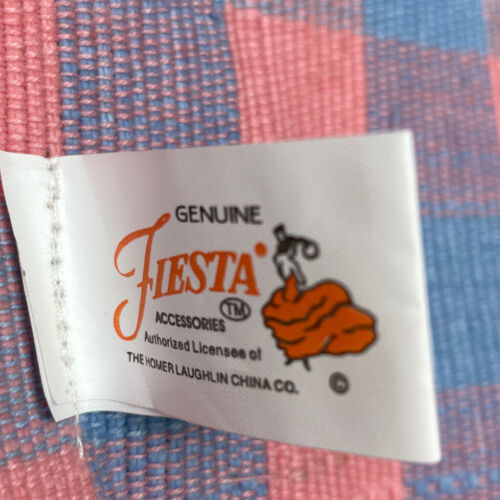 GENUINE
FIESTA®
ACCESSORIES TM
Authorized Licensee of
THE HOMER LAUGHLIN CHINA CO. ©